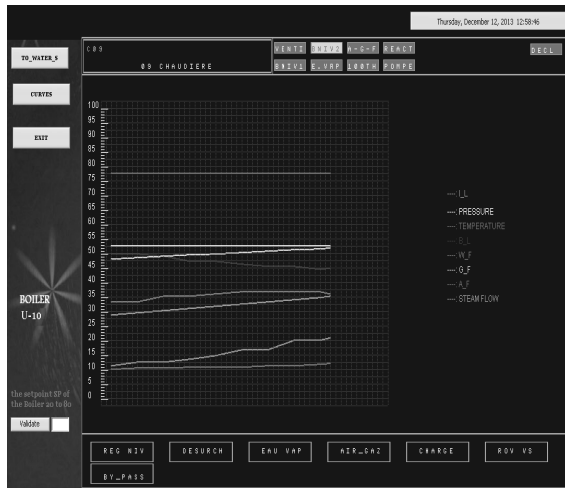 Thursday, December 12, 2013 12:58:46
TO_WATER_S
CURVES
EXIT
BOILER
U-10
the setpoint SP of
the Boiler 20 to 80
Validate
C09
09 CHAUDIERE
VENTI BNIV2 A-G-F REACT
BNIV1 E.VAP 100TH POMPE
DECL
100
95
90
85
80
75
70
65
60
55
50
45
40
35
30
25
20
15
10
5
0
----: I_L
----: PRESSURE
----: TEMPERATURE
----: W_F
----: G_F
----: A_F
----: STEAM FLOW
REG NIV DESURCH EAU VAP AIR_GAZ CHARGE ROV VS
BY_PASS